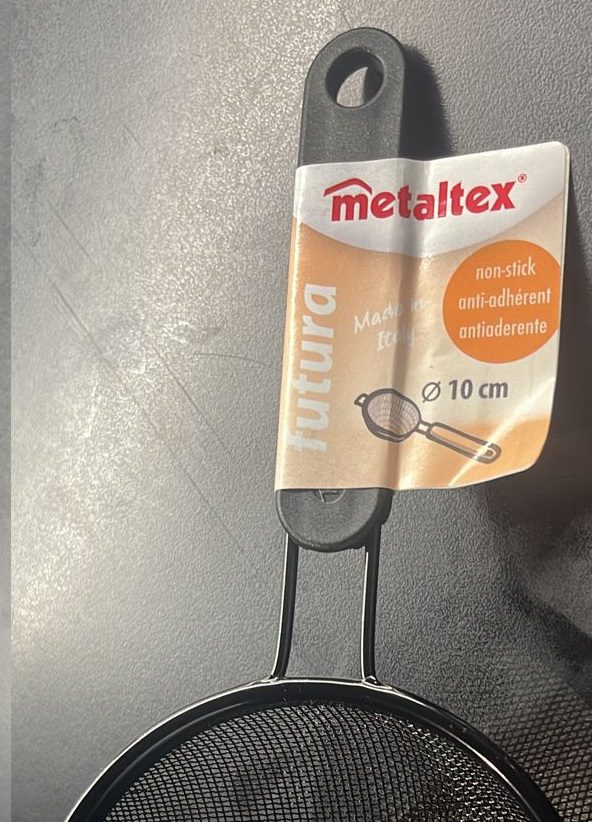 metaltex®
futura
Made in
Italy
non-stick
anti-adhérent
antiaderente
Ø 10 cm